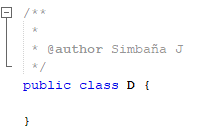 /**
 *
 * @author Simbaña J
 */
public class D {
}